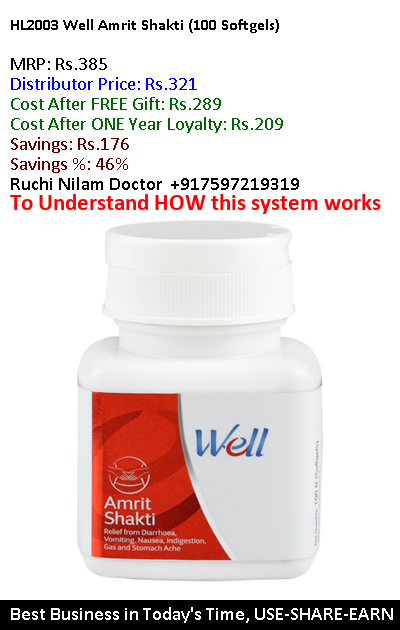 HL2003 Well Amrit Shakti (100 Softgels)
MRP: Rs.385
Distributor Price: Rs.321
Cost After FREE Gift: Rs.289
Cost After ONE Year Loyalty: Rs.209
Savings: Rs.176
Savings %: 46%
Ruchi Nilam Doctor  +917597219319
To Understand HOW this system works
Well
Amrit
Shakti
Relief from Diarrhoea,
Vomiting, Nausea, Indigestion,
Gas and Stomach Ache
100 N (Softgels)
Best Business in Today's Time, USE-SHARE-EARN